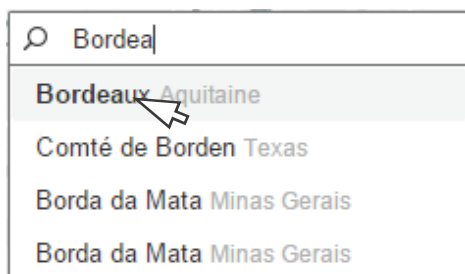 Bordea
Bordeaux Aquitaine
Comté de Borden Texas
Borda da Mata Minas Gerais
Borda da Mata Minas Gerais